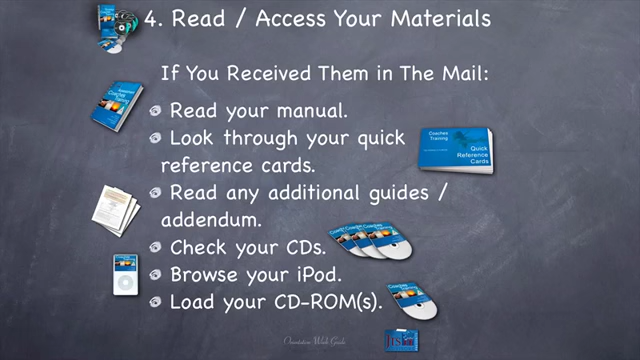 4. Read / Access Your Materials
If You Received Them in The Mail:
Read your manual.
Look through your quick
reference cards.
Coaches
Training
Quick
Reference
Cards
Read any additional guides /
addendum.
Check your CDs.
Browse your iPod.
Load your CD-ROM(s).